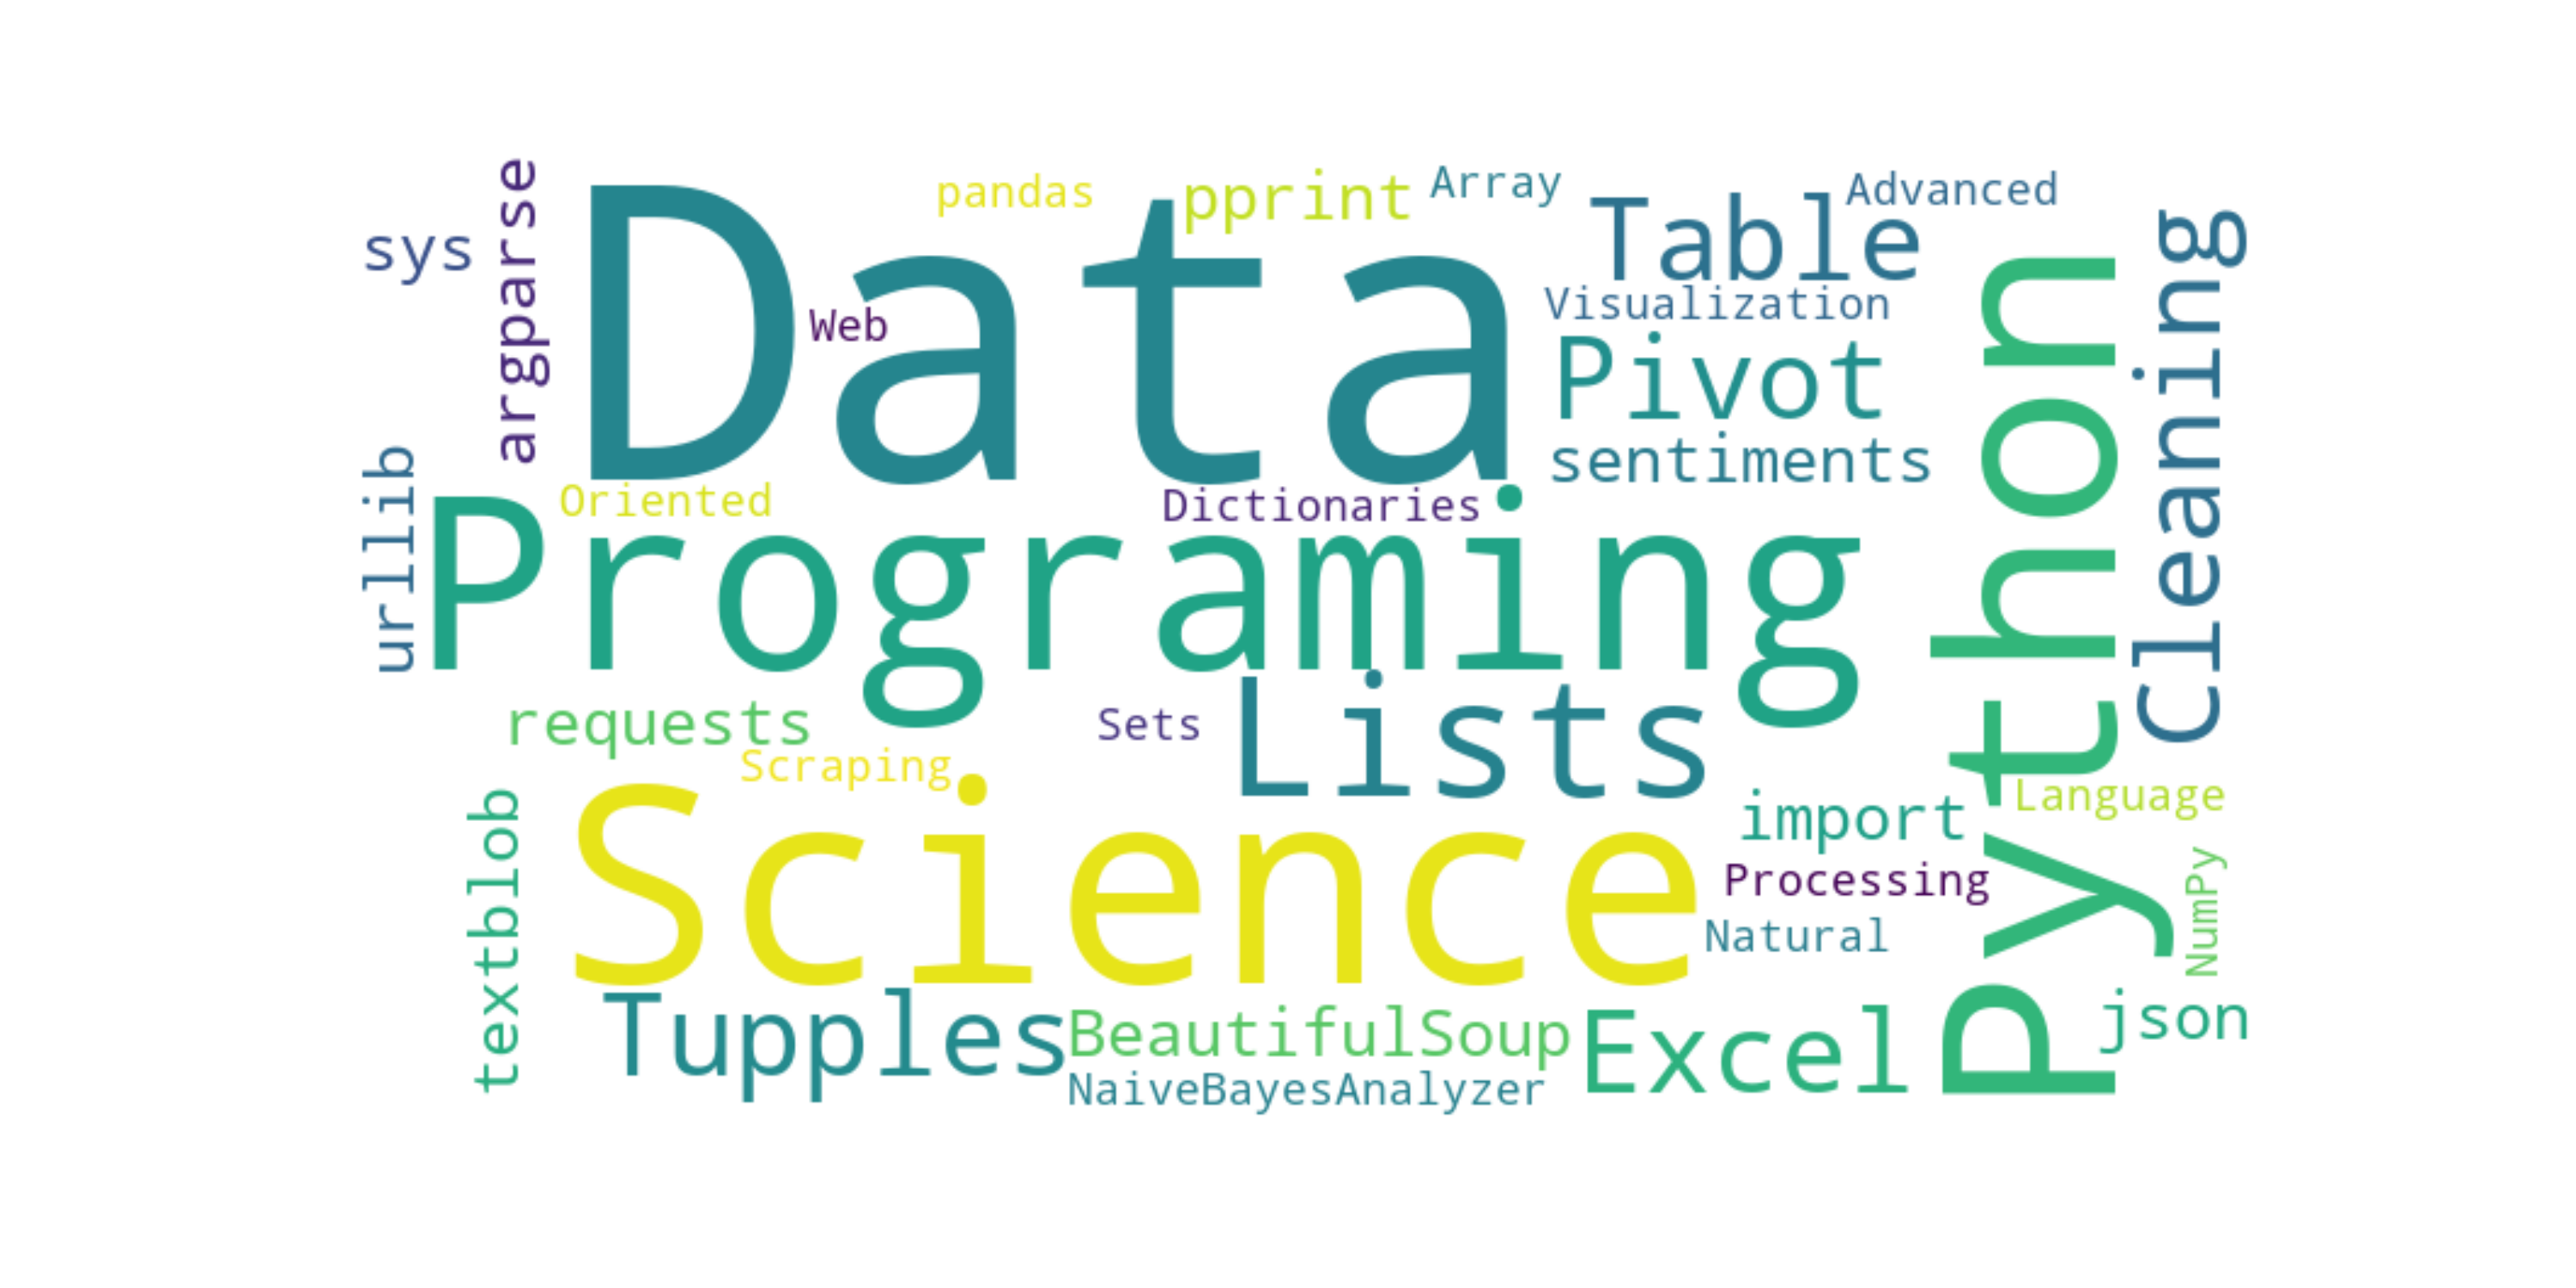 sys
argparse
Data
pandas
pprint
Array
Table
Advanced
Web
Visualization
Pivot
sentiments
Python
Cleaning
urllib
Oriented
Dictionaries
Programing
requests
Scraping
Sets
Lists
textblob
Science
import
Language
Processing
Natural
NumPy
Tupples
BeautifulSoup
NaiveBayesAnalyzer
Excel
json